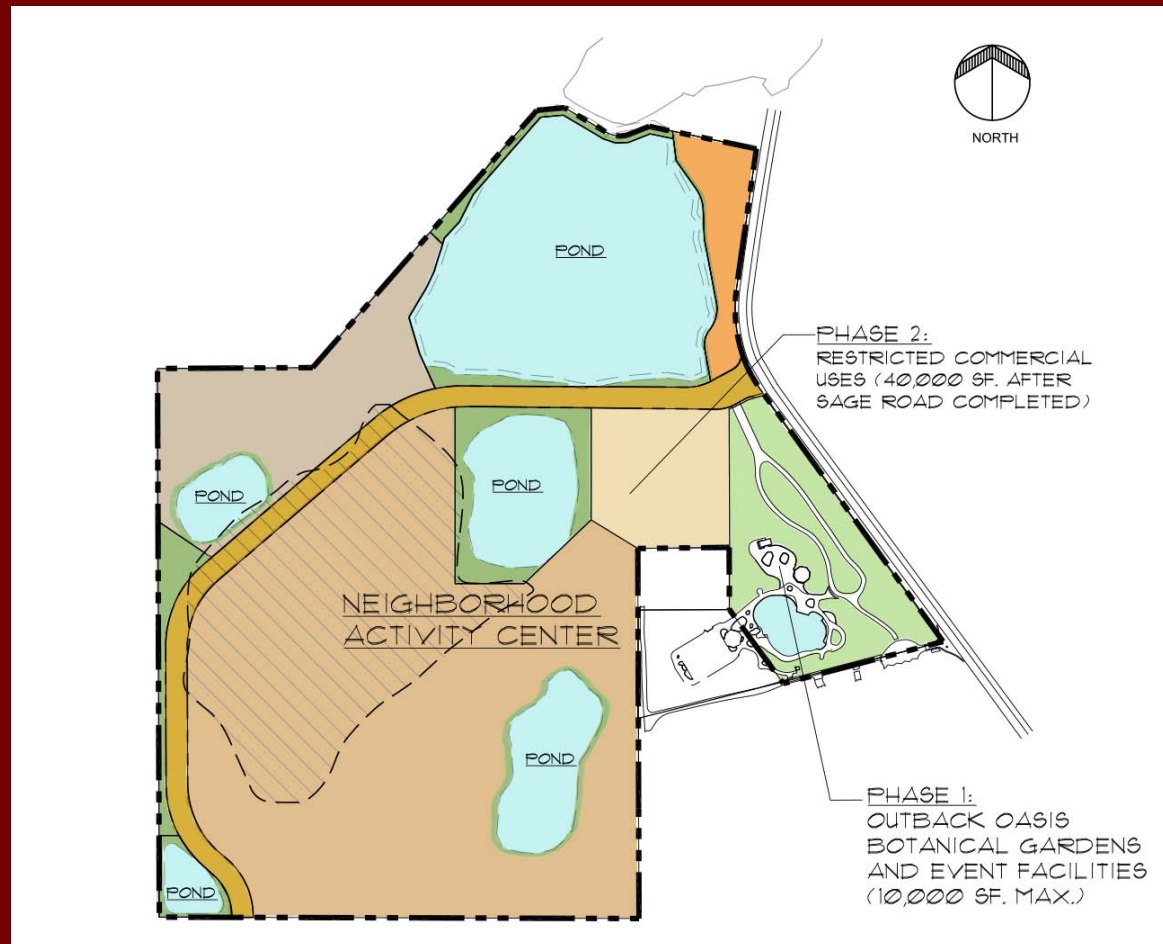 NORTH
POND
PHASE 2:
RESTRICTED COMMERCIAL
USES (40,000 SF. AFTER
SAGE ROAD COMPLETED)
POND
POND
NEIGHBORHOOD
ACTIVITY CENTER
POND
PHASE 1:
OUTBACK OASIS
BOTANICAL GARDENS
AND EVENT FACILITIES
(10,000 SF. MAX.)
POND